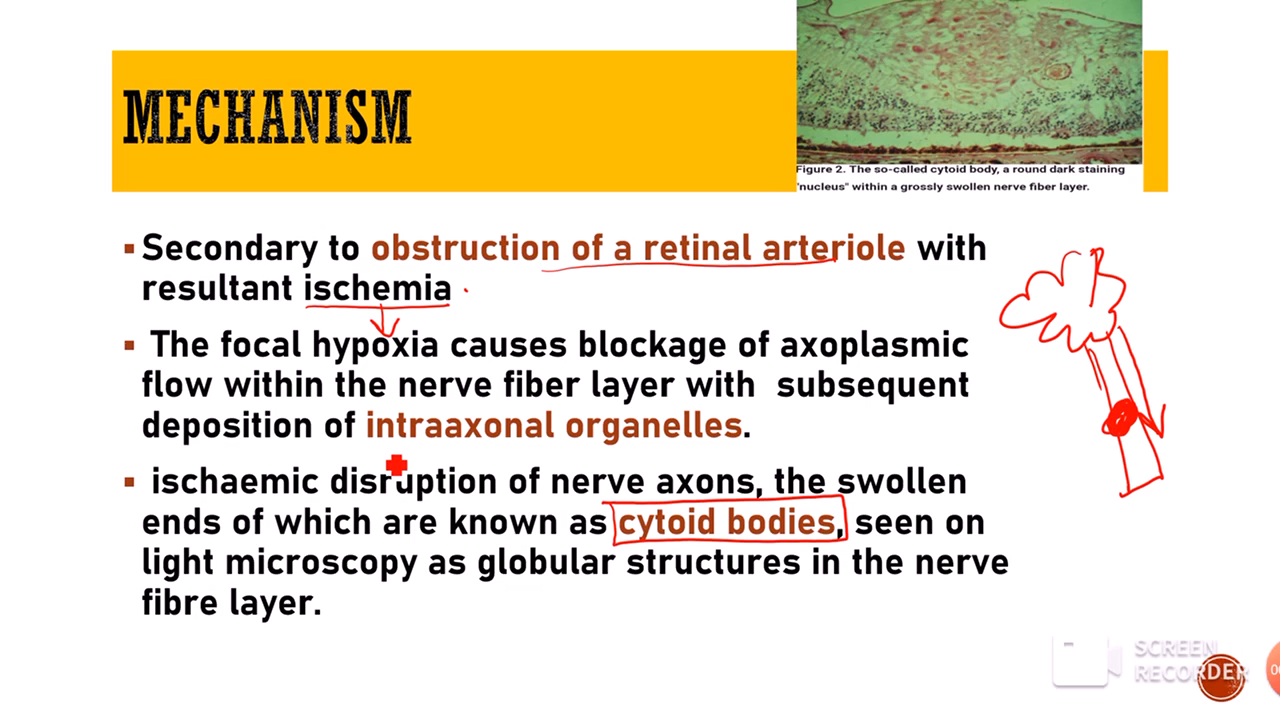 MECHANISM
Figure 2. The so-called cytoid body, a round dark staining
"nucleus" within a grossly swollen nerve fiber layer.
Secondary to obstruction of a retinal arteriole with
resultant ischemia
The focal hypoxia causes blockage of axoplasmic
flow within the nerve fiber layer with subsequent
deposition of intraaxonal organelles.
ischaemic disruption of nerve axons, the swollen
ends of which are known as cytoid bodies, seen on
light microscopy as globular structures in the nerve
fibre layer.
SCREEN
RECORDER